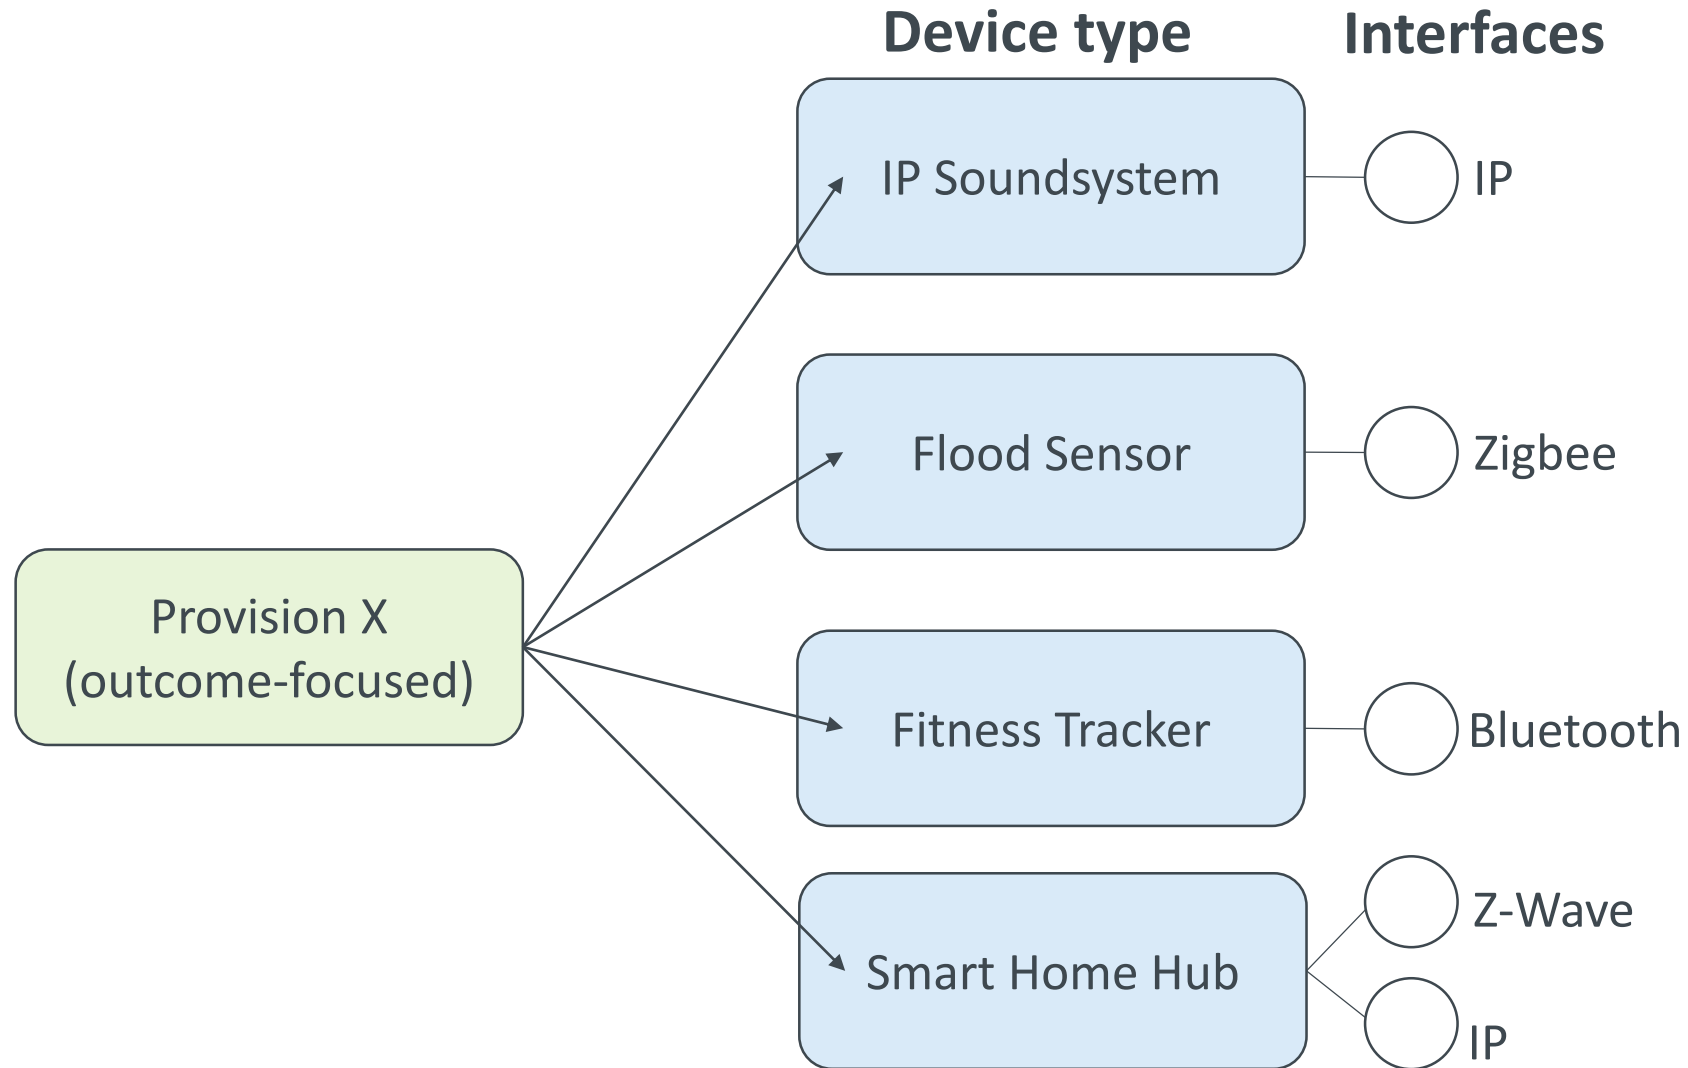 Device type
Interfaces
IP Soundsystem
IP
Flood Sensor
Zigbee
Provision X
(outcome-focused)
Fitness Tracker
Bluetooth
Z-Wave
Smart Home Hub
IP